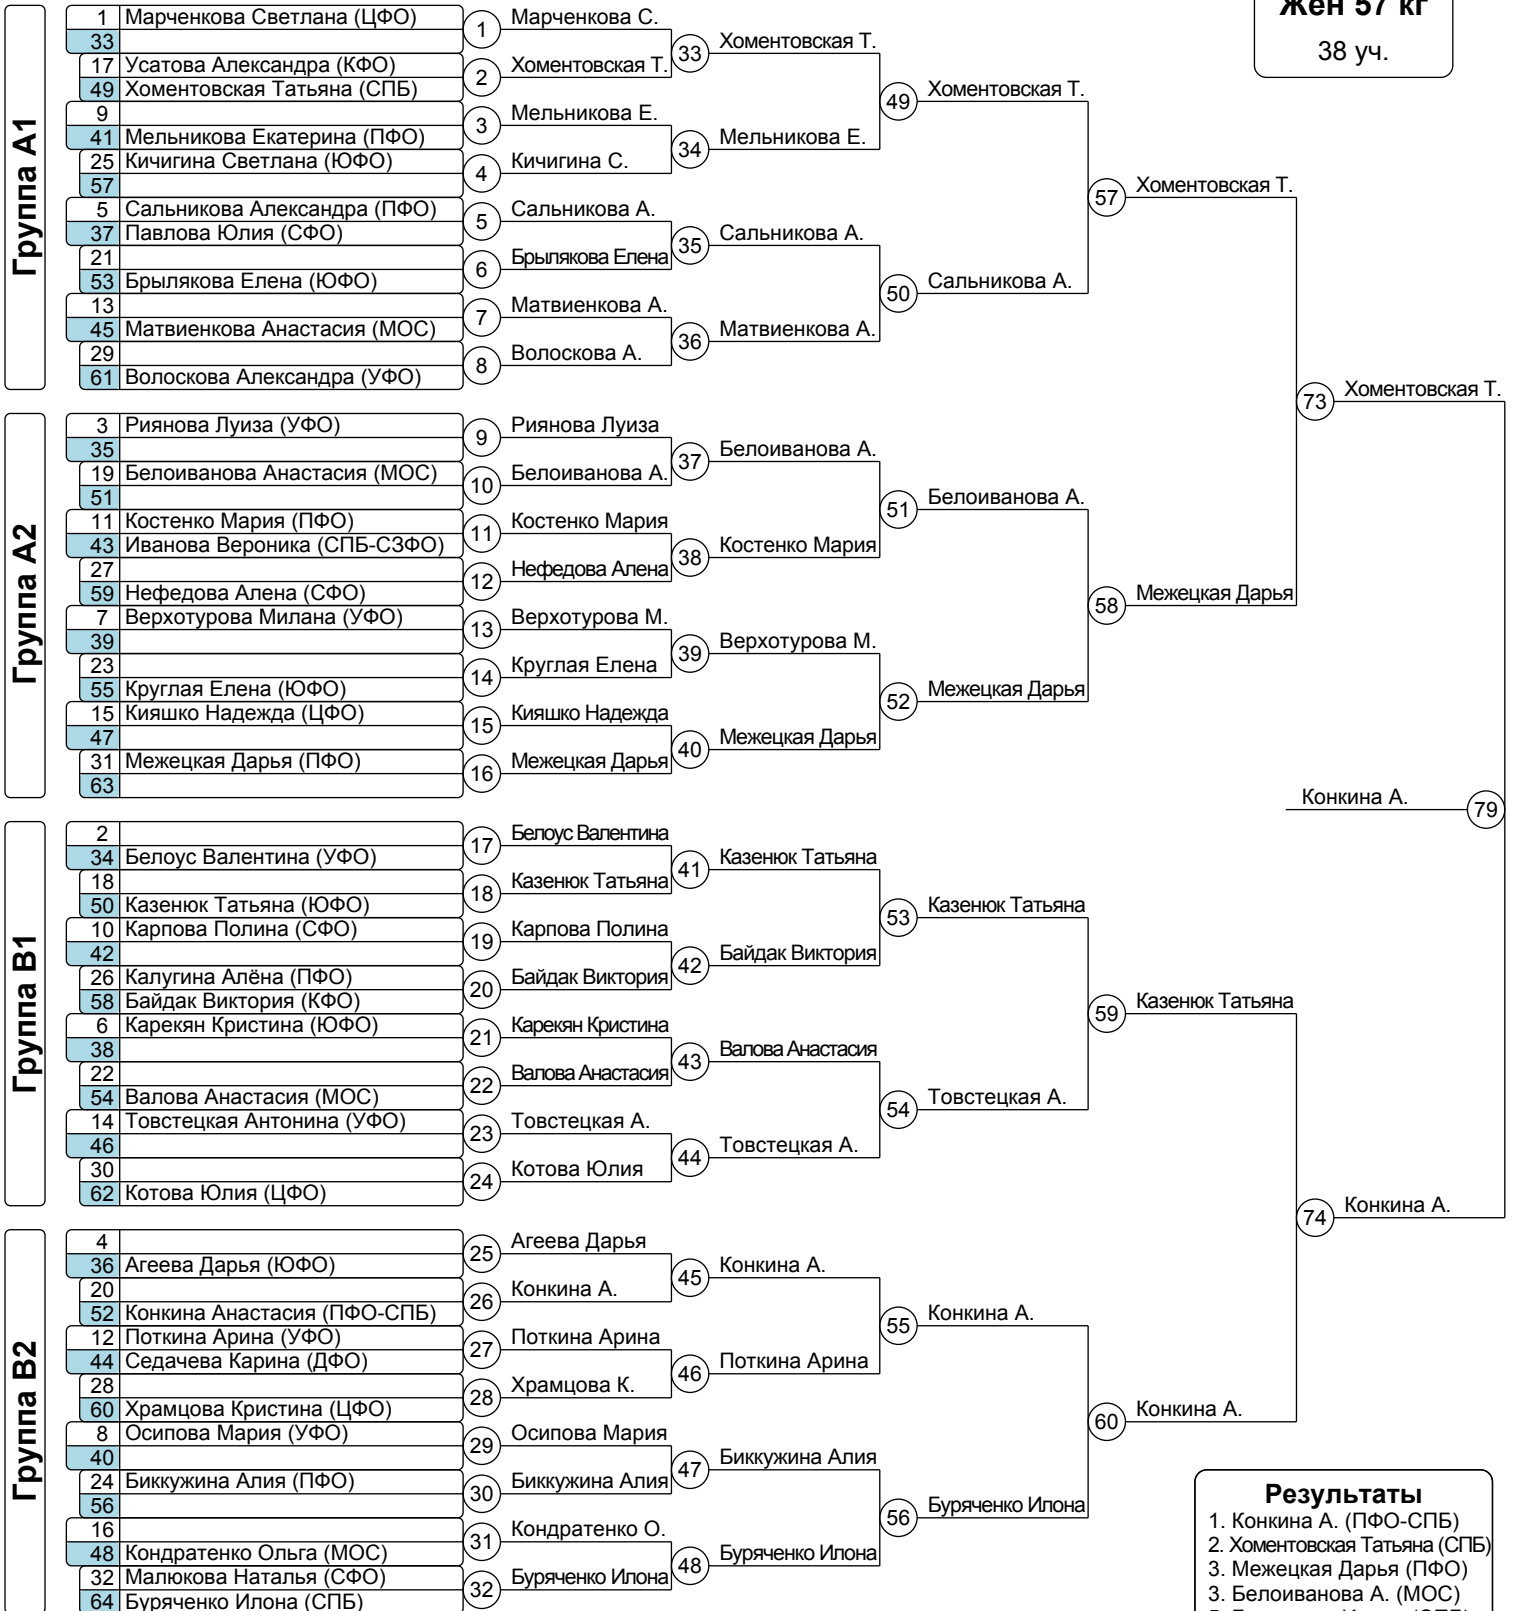 Жен 57 кг
38 уч.
Группа A1
1 Марченкова Светлана (ЦФО)
33
17 Усатова Александра (КФО)
49 Хоментовская Татьяна (СПБ)
9
41 Мельникова Екатерина (ПФО)
25 Кичигина Светлана (ЮФО)
57
5 Сальникова Александра (ПФО)
37 Павлова Юлия (СФО)
21
53 Брылякова Елена (ЮФО)
13
45 Матвиенкова Анастасия (МОС)
29
61 Волоскова Александра (УФО)
1 Марченкова С.
2 Хоментовская Т.
3 Мельникова Е.
4 Кичигина С.
5 Сальникова А.
6 Брылякова Елена
7 Матвиенкова А.
8 Волоскова А.
33 Хоментовская Т.
34 Мельникова Е.
35 Сальникова А.
36 Матвиенкова А.
49 Хоментовская Т.
50 Сальникова А.
57 Хоментовская Т.
Группа A2
3 Риянова Луиза (УФО)
35
19 Белоиванова Анастасия (МОС)
51
11 Костенко Мария (ПФО)
43 Иванова Вероника (СПБ-СЗФО)
27
59 Нефедова Алена (СФО)
7 Верхотурова Милана (УФО)
39
23
55 Круглая Елена (ЮФО)
15 Кияшко Надежда (ЦФО)
47
31 Межецкая Дарья (ПФО)
63
9 Риянова Луиза
10 Белоиванова А.
11 Костенко Мария
12 Нефедова Алена
13 Верхотурова М.
14 Круглая Елена
15 Кияшко Надежда
16 Межецкая Дарья
37 Белоиванова А.
38 Костенко Мария
39 Верхотурова М.
40 Межецкая Дарья
51 Белоиванова А.
52 Межецкая Дарья
58 Межецкая Дарья
73 Хоментовская Т.
Группа B1
2
34 Белоус Валентина (УФО)
18
50 Казенюк Татьяна (ЮФО)
10 Карпова Полина (СФО)
42
26 Калугина Алёна (ПФО)
58 Байдак Виктория (КФО)
6 Карекян Кристина (ЮФО)
38
22
54 Валова Анастасия (МОС)
14 Товстецкая Антонина (УФО)
46
30
62 Котова Юлия (ЦФО)
17 Белоус Валентина
18 Казенюк Татьяна
19 Карпова Полина
20 Байдак Виктория
21 Карекян Кристина
22 Валова Анастасия
23 Товстецкая А.
24 Котова Юлия
41 Казенюк Татьяна
42 Байдак Виктория
43 Валова Анастасия
44 Товстецкая А.
53 Казенюк Татьяна
54 Товстецкая А.
59 Казенюк Татьяна
Группа B2
4
36 Агеева Дарья (ЮФО)
20
52 Конкина Анастасия (ПФО-СПБ)
12 Поткина Арина (УФО)
44 Седачева Карина (ДФО)
28
60 Храмцова Кристина (ЦФО)
8 Осипова Мария (УФО)
40
24 Биккужина Алия (ПФО)
56
16
48 Кондратенко Ольга (МОС)
32 Малюкова Наталья (СФО)
64 Буряченко Илона (СПБ)
25 Агеева Дарья
26 Конкина А.
27 Поткина Арина
28 Храмцова К.
29 Осипова Мария
30 Биккужина Алия
31 Кондратенко О.
32 Буряченко Илона
45 Конкина А.
46 Поткина Арина
47 Биккужина Алия
48 Буряченко Илона
55 Конкина А.
56 Буряченко Илона
60 Конкина А.
74 Конкина А.
Конкина А. 79
Результаты
1. Конкина А. (ПФО-СПБ)
2. Хоментовская Татьяна (СПБ)
3. Межецкая Дарья (ПФО)
3. Белоиванова А. (МОС)